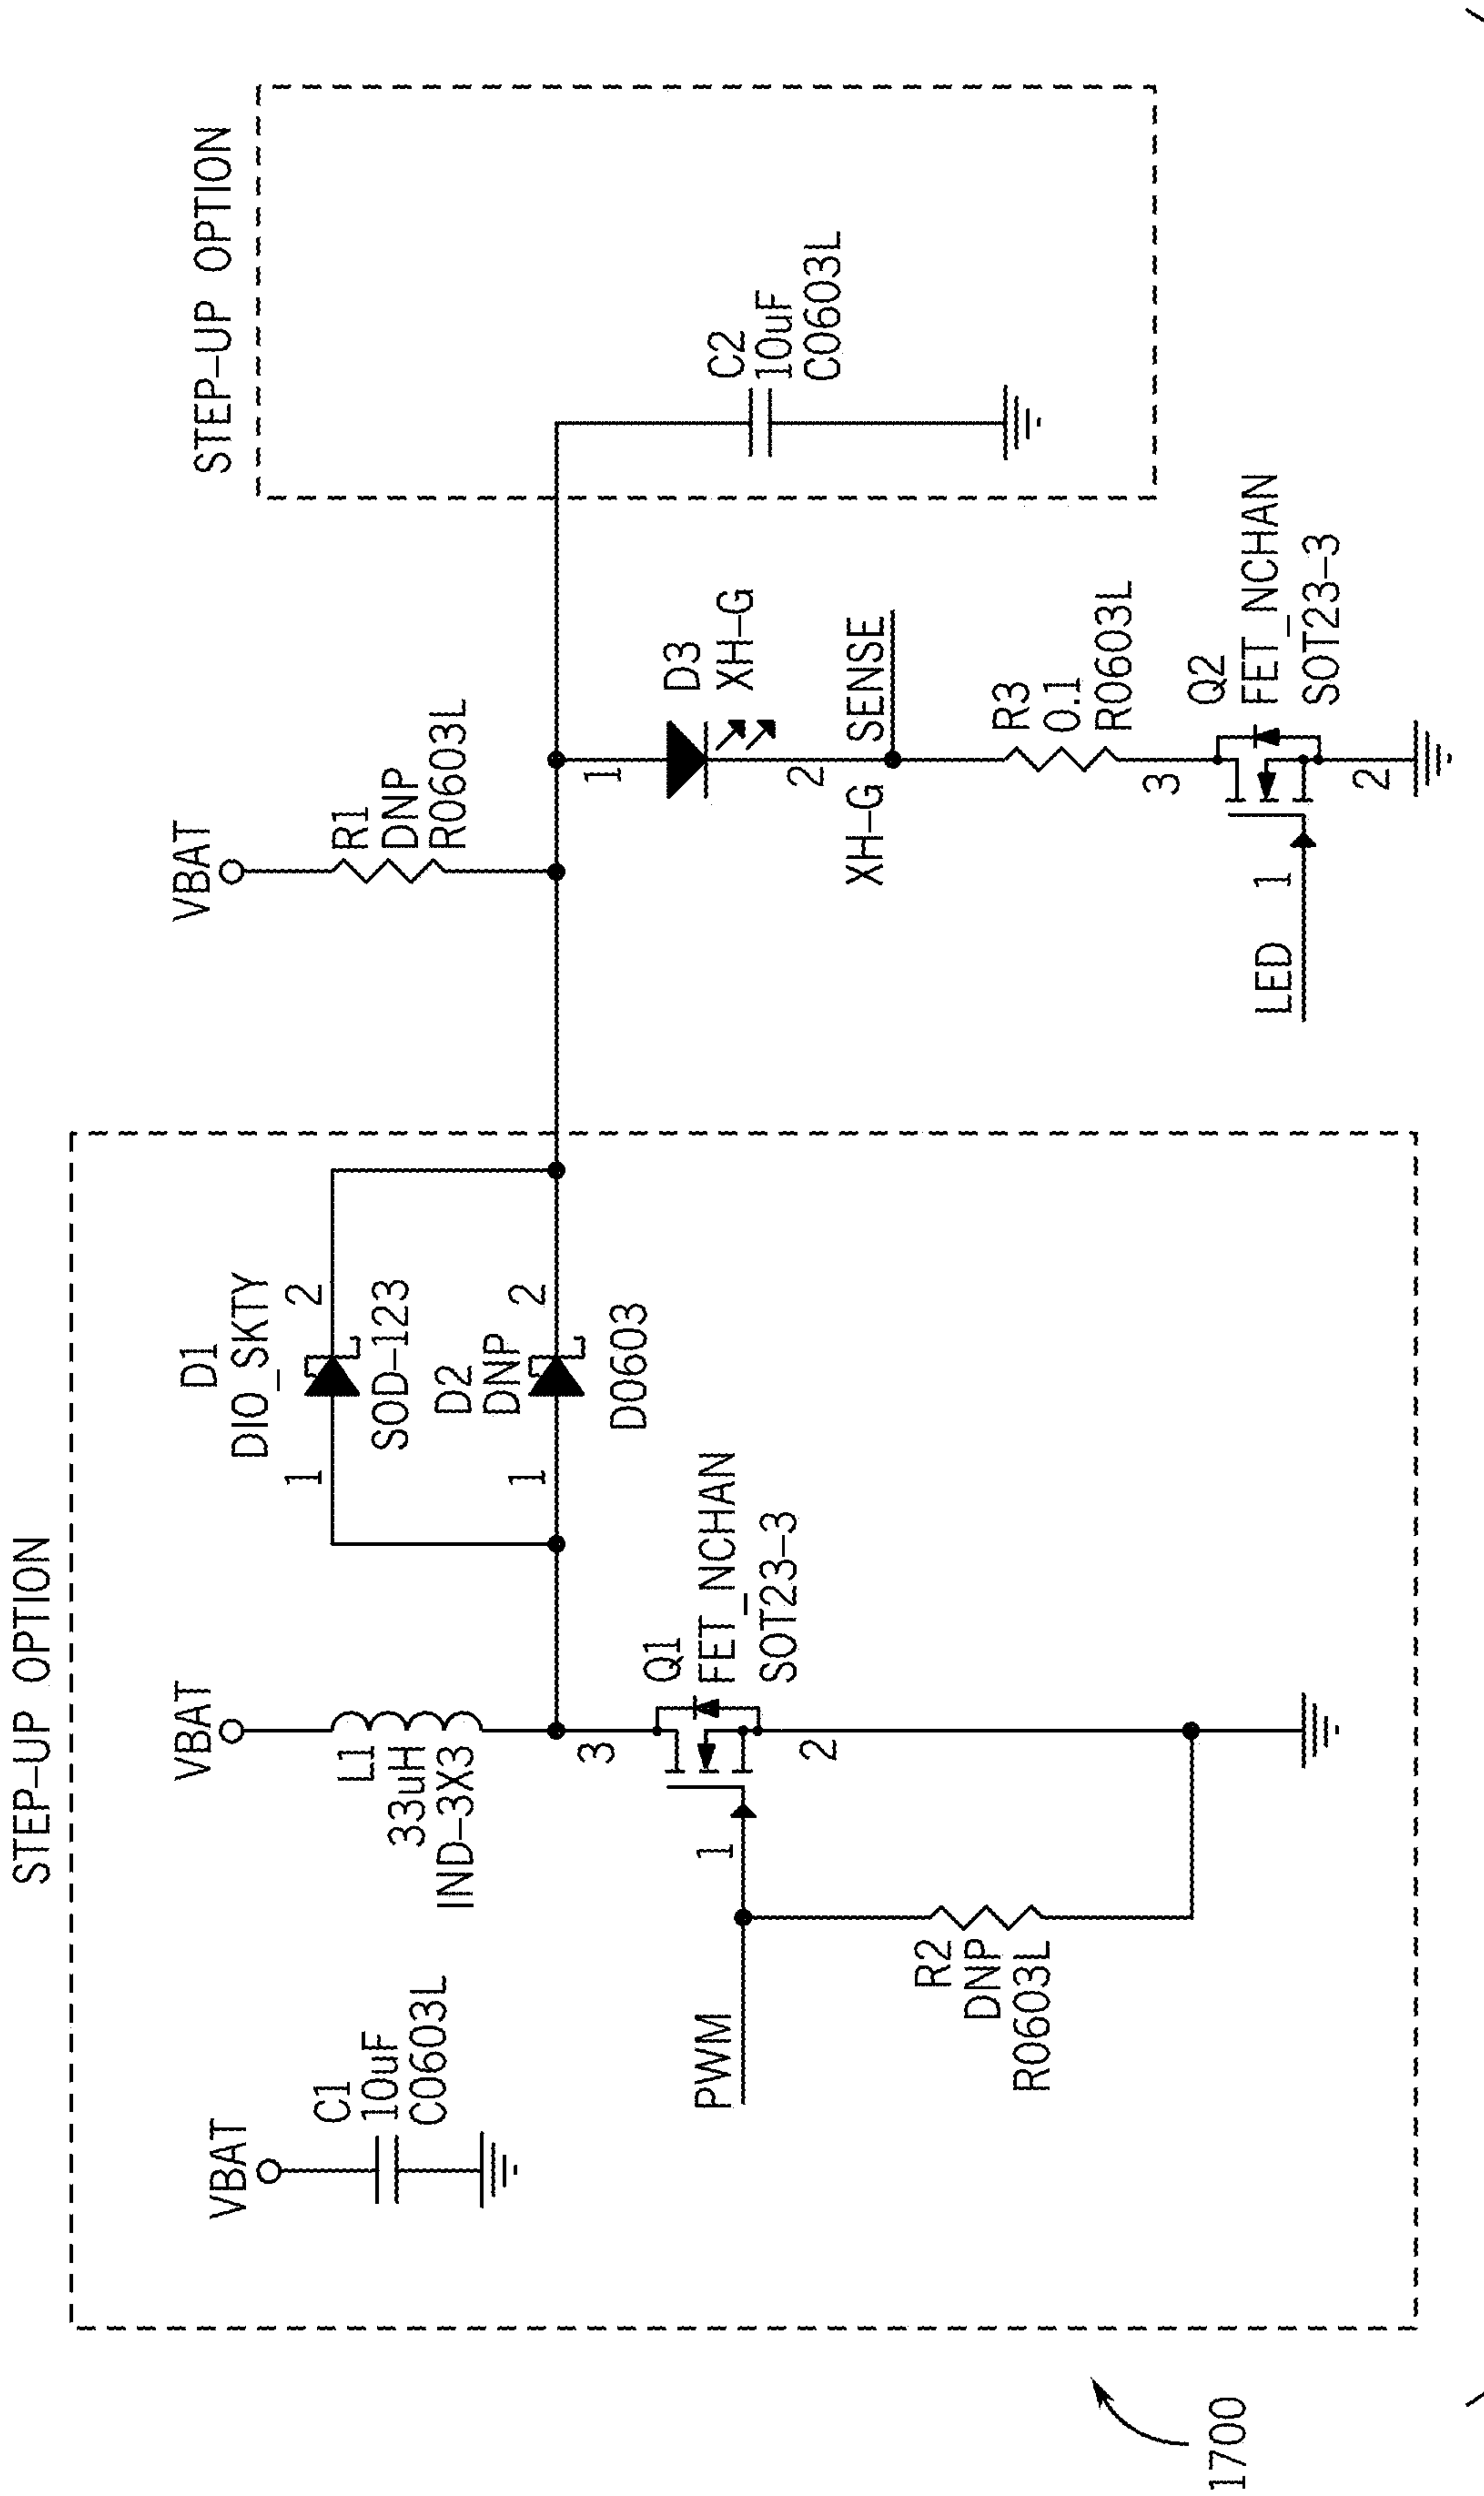 STEP-UP OPTION
VBAT
C1
10uF
C0603L
VBAT
L1
33uH
IND-3X3
D1
DIO_SKTY
1
2
SOD-123
D2
DNP
1
2
D0603
3
Q1
FET_NCHAN
SOT23-3
1
2
PWM
R2
DNP
R0603L
VBAT
R1
DNP
R0603L
STEP-UP OPTION
C2
10uF
C0603L
1
D3
XH-G
2
XH-G
SENSE
R3
0.1
R0603L
3
Q2
FET_NCHAN
SOT23-3
LED
1
2
1700